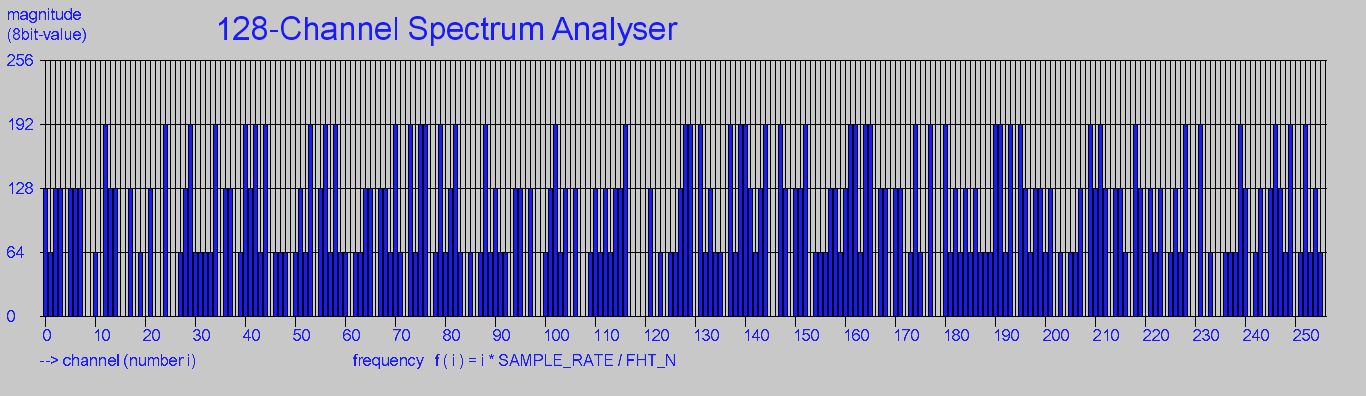 magnitude
(8bit-value)
128-Channel Spectrum Analyser
256
192
128
64
0
0 10 20 30 40 50 60 70 80 90 100 110 120 130 140 150 160 170 180 190 200 210 220 230 240 250
--> channel (number i)
frequency f ( i ) = i * SAMPLE_RATE / FHT_N